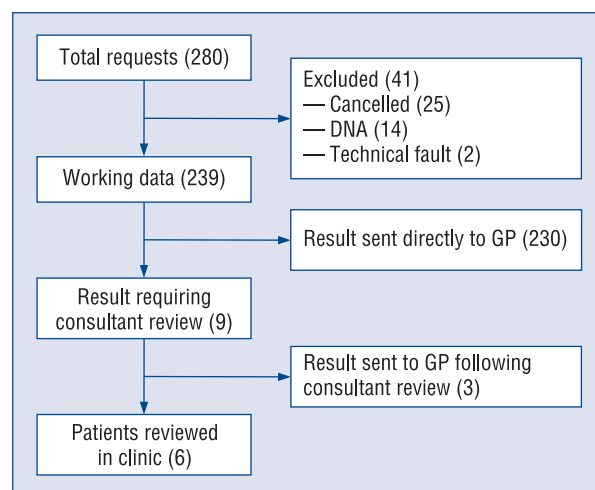 Total requests (280)
Excluded (41)
— Cancelled (25)
— DNA (14)
— Technical fault (2)
Working data (239)
Result sent directly to GP (230)
Result requiring
consultant review (9)
Result sent to GP following
consultant review (3)
Patients reviewed
in clinic (6)